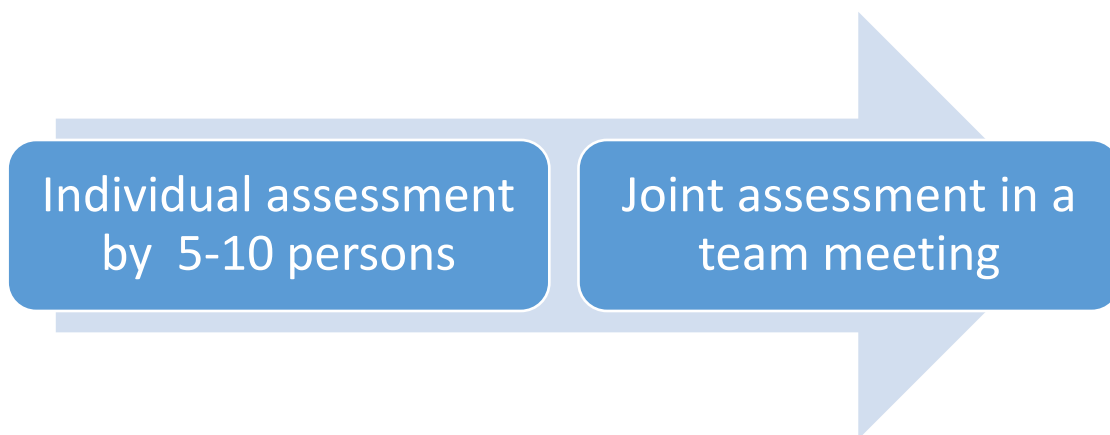 Individual assessment
by  5-10 persons
Joint assessment in a
team meeting